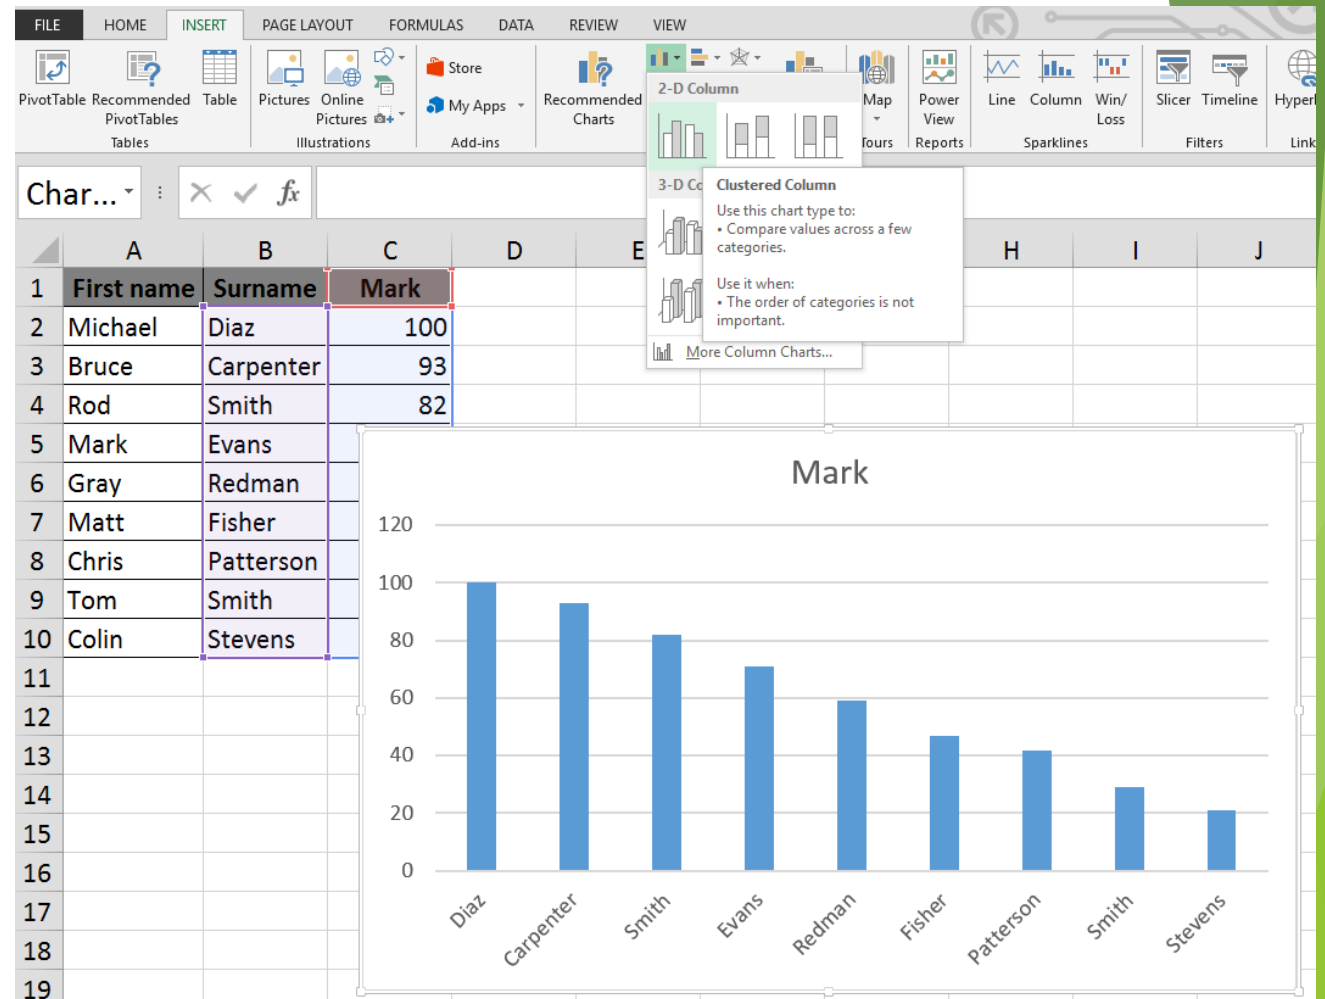 FILE HOME INSERT PAGE LAYOUT FORMULAS DATA REVIEW VIEW
PivotTable Recommended PivotTables Table
Tables
Pictures Online Pictures
Illustrations
Store
My Apps
Add-ins
Recommended Charts
Map
Tours
Power View
Reports
Line Column Win/Loss
Sparklines
Slicer Timeline
Filters
Hyperl
Link
2-D Column
3-D Co
More Column Charts...
Clustered Column
Use this chart type to:
• Compare values across a few
categories.
Use it when:
• The order of categories is not
important.
Char... fx
A B C D E H I J
1 First name Surname Mark
2 Michael Diaz 100
3 Bruce Carpenter 93
4 Rod Smith 82
5 Mark Evans
6 Gray Redman
7 Matt Fisher
8 Chris Patterson
9 Tom Smith
10 Colin Stevens
11
12
13
14
15
16
17
18
19
Mark
120
100
80
60
40
20
0
Diaz Carpenter Smith Evans Redman Fisher Patterson Smith Stevens